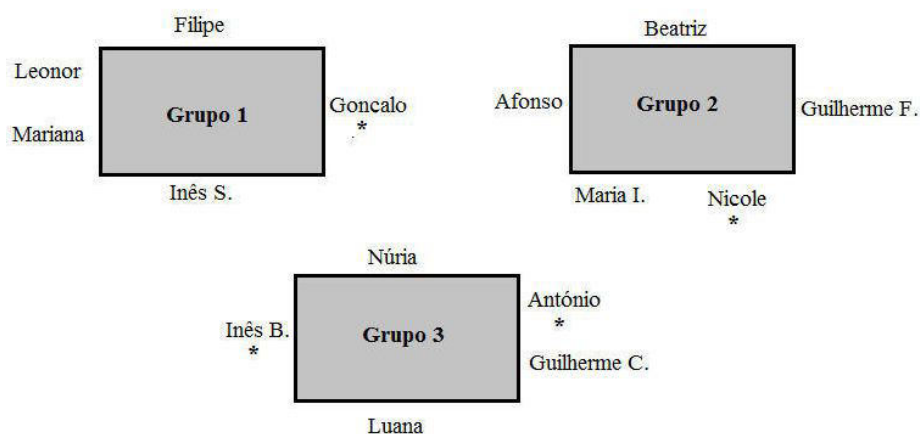 Filipe
Leonor
Grupo 1
Gonçalo
*
Mariana
Inês S.
Beatriz
Afonso
Grupo 2
Guilherme F.
Maria I.
Nicole
*
Núria
António
*
Inês B.
*
Grupo 3
Guilherme C.
Luana